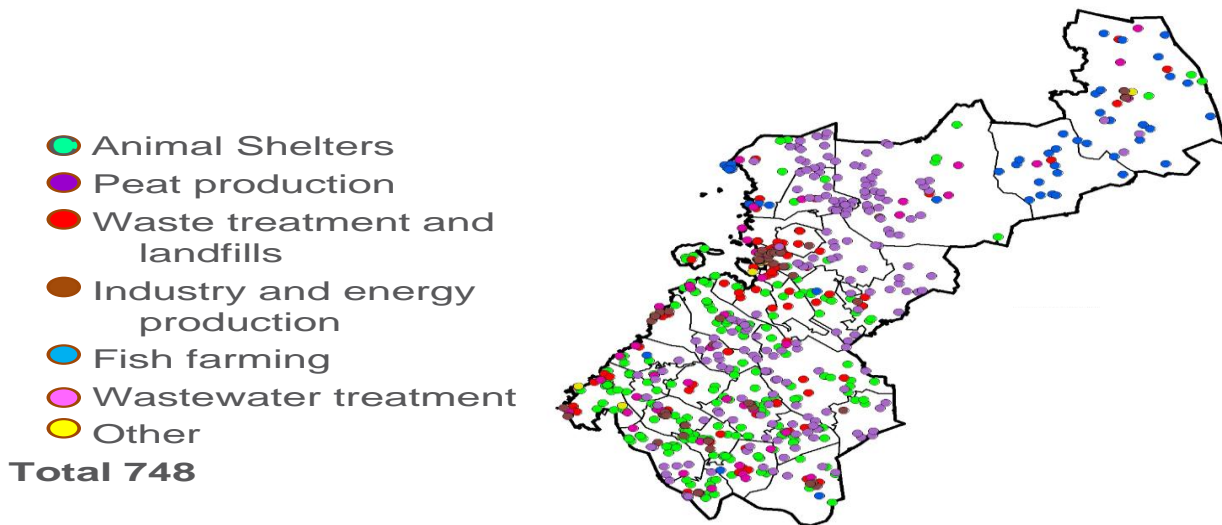 Animal Shelters
Peat production
Waste treatment and
landfills
Industry and energy
production
Fish farming
Wastewater treatment
Other
Total 748